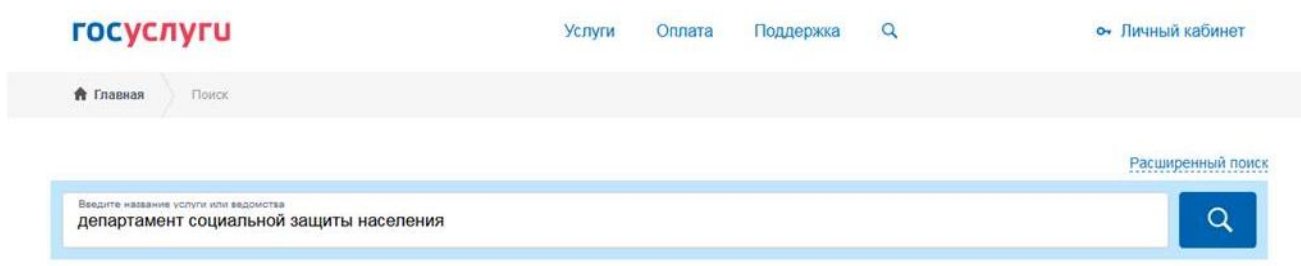 госуслуги Услуги Оплата Поддержка Личный кабинет
Главная Поиск
Расширенный поиск
Введите название услуги или ведомства
департамент социальной защиты населения